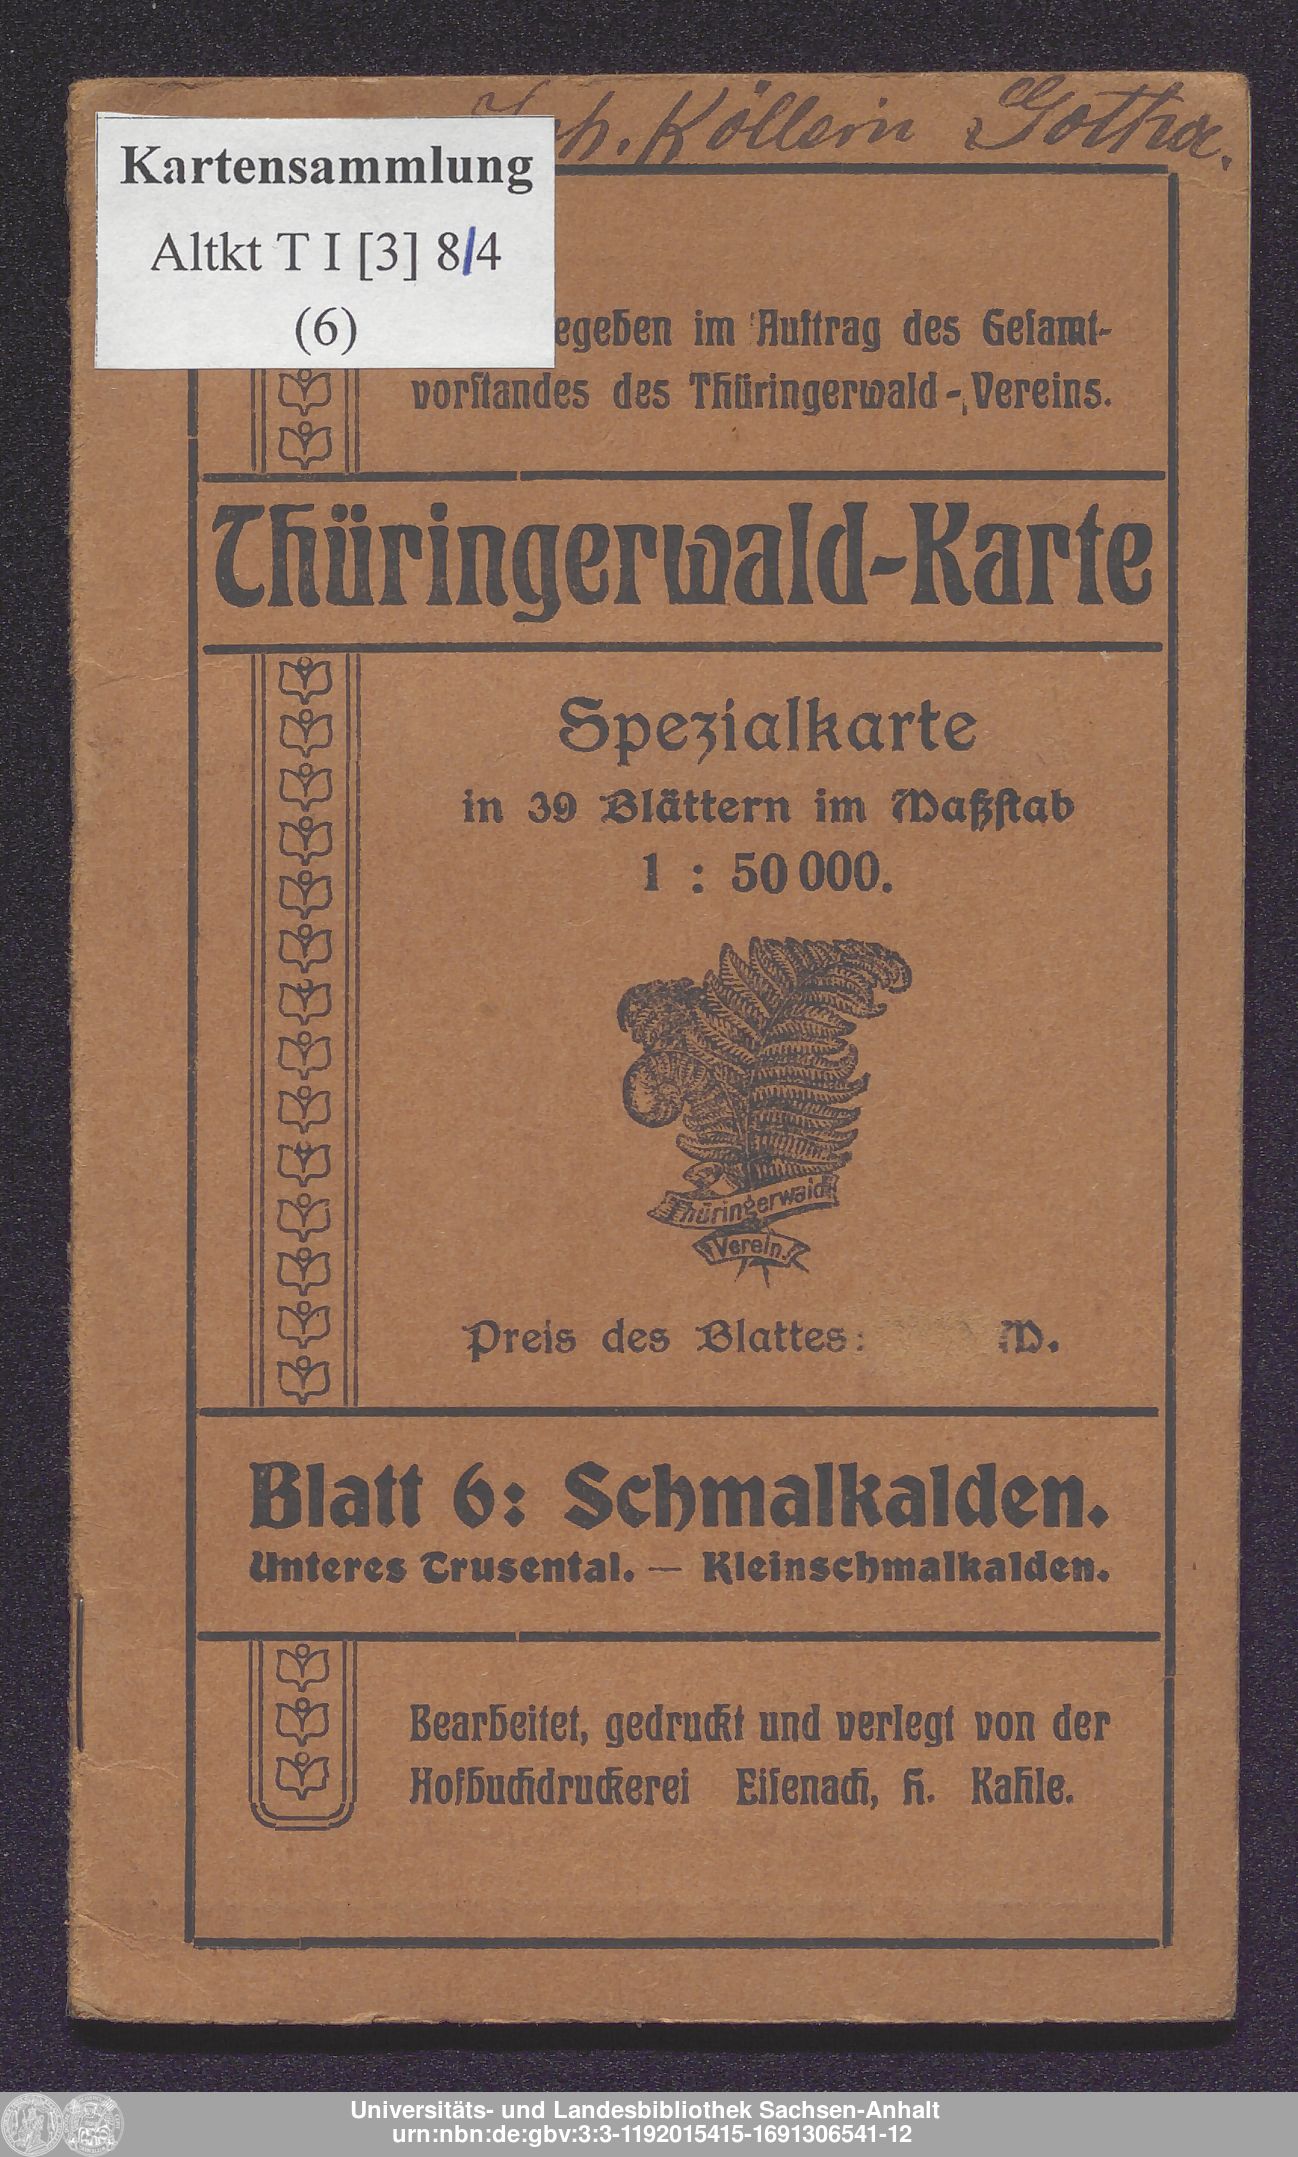 Köllein Gotha.
Kartensammlung
Altkt T I [3] 8/4
(6)
egeben im Auftrag des Gesamt-
vorstandes des Thüringerwald-Vereins.
Thüringerwald-Karte
Spezialkarte
in 39 Blättern im Maßstab
1 : 50 000.
Thüringerwald
Verein.
Preis des Blattes: M.
Blatt 6: Schmalkalden.
Unteres Trusental. — Kleinschmalkalden.
Bearbeitet, gedruckt und verlegt von der
Hofbuchdruckerei Eisenach, H. Kahle.
Universitäts- und Landesbibliothek Sachsen-Anhalt
urn:nbn:de:gbv:3:3-1192015415-1691306541-12